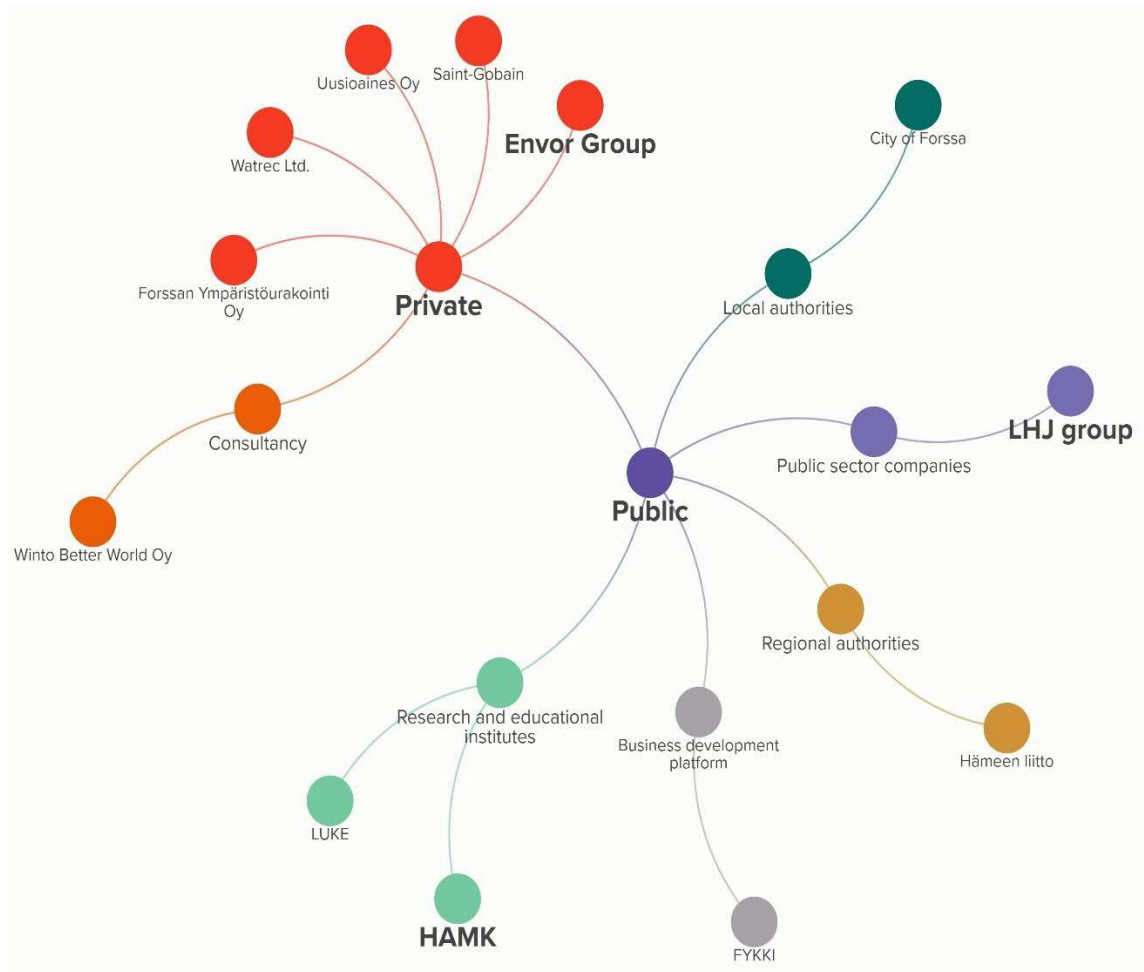 Uusioaines Oy
Saint-Gobain
Envor Group
City of Forssa
Watrec Ltd.
Forssan Ympäristöurakointi
Oy
Private
Local authorities
Consultancy
LHJ group
Public sector companies
Public
Winto Better World Oy
Regional authorities
Research and educational
institutes
Business development
platform
Hämeen liitto
LUKE
HAMK
FYKKI